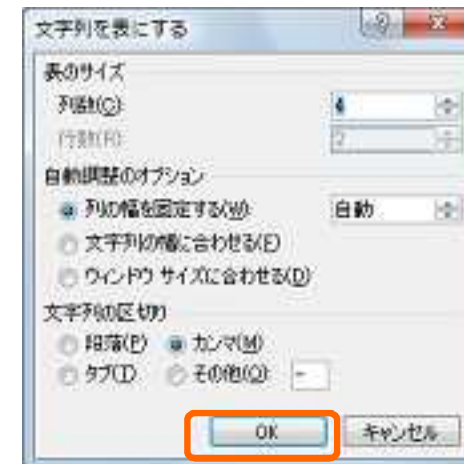 文字列を表にする
表のサイズ
列数(C): 4
行数(R): 2
自動調整のオプション
列の幅を固定する(W): 自動
文字列の幅に合わせる(F)
ウィンドウ サイズに合わせる(D)
文字列の区切り
段落(P) カンマ(M)
タブ(T) その他(O): -
OK キャンセル